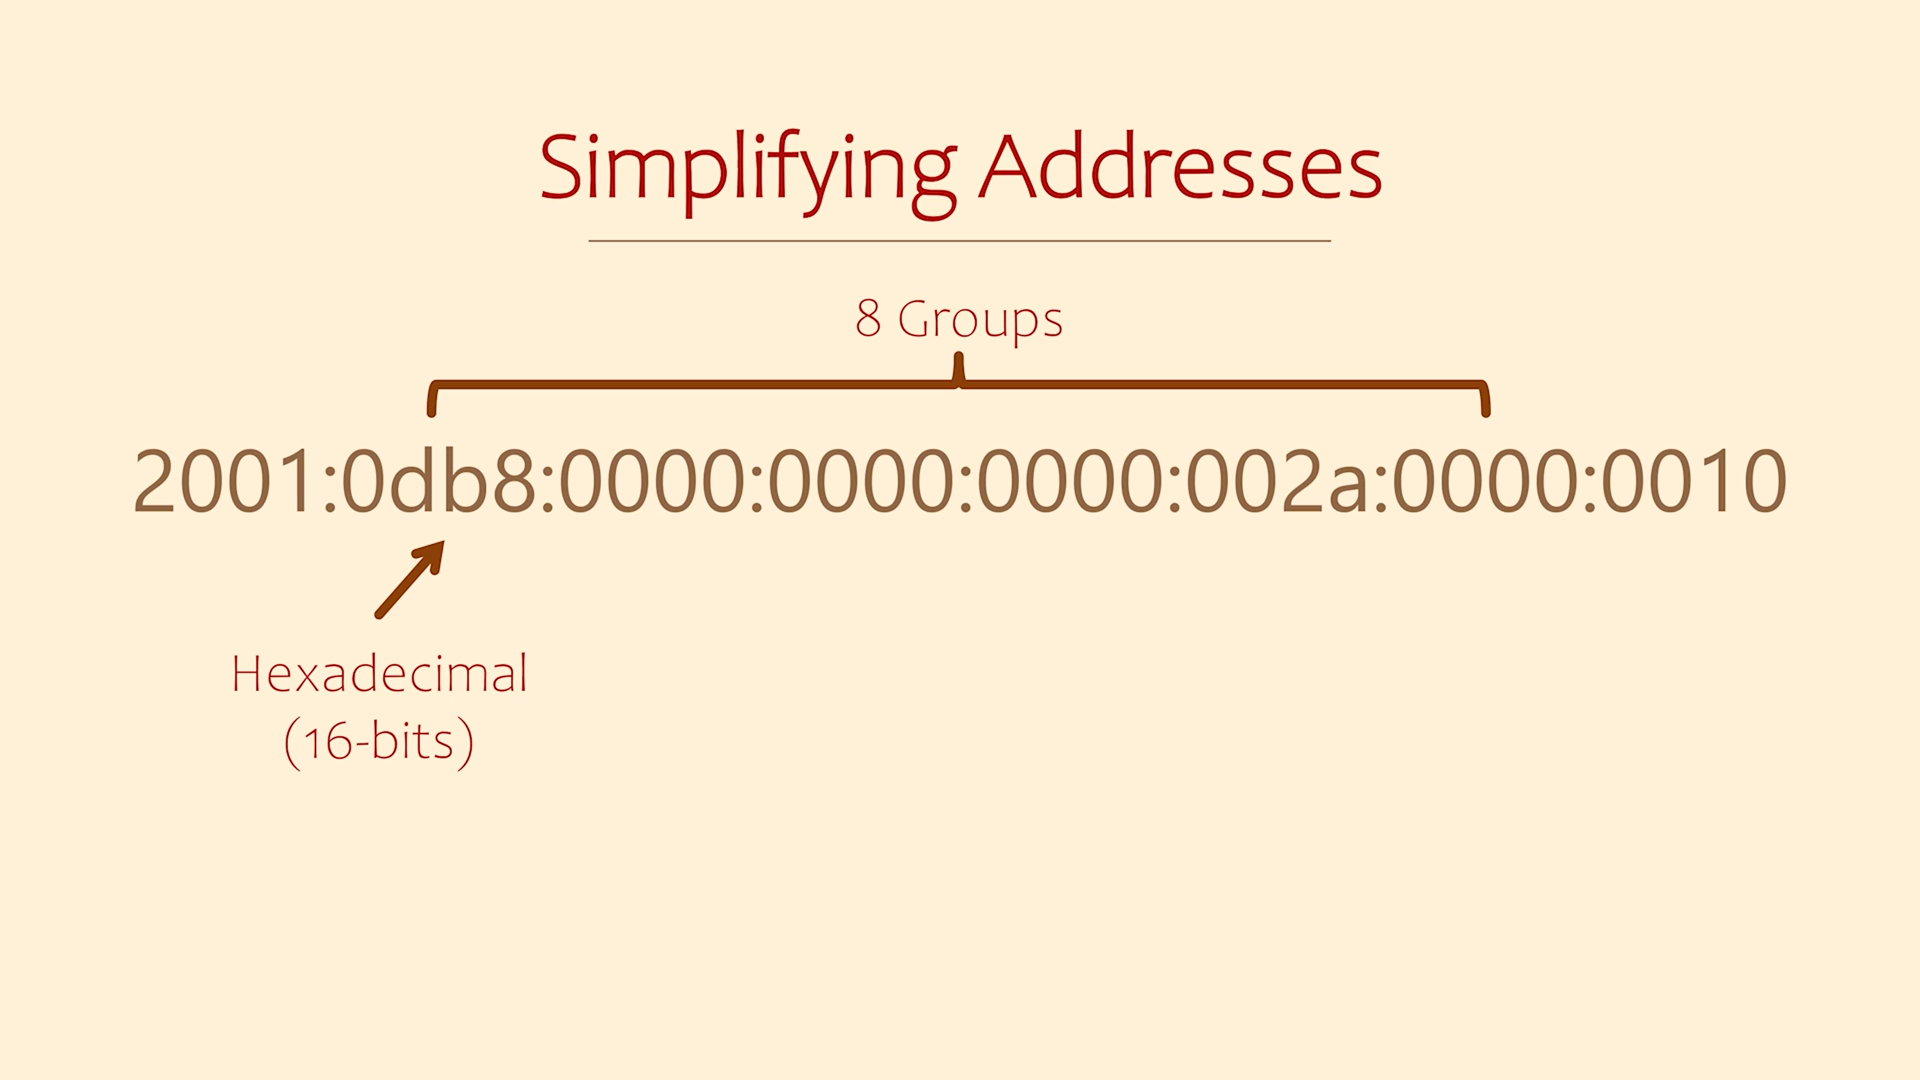 Simplifying Addresses
8 Groups
2001:0db8:0000:0000:0000:002a:0000:0010
Hexadecimal
(16-bits)